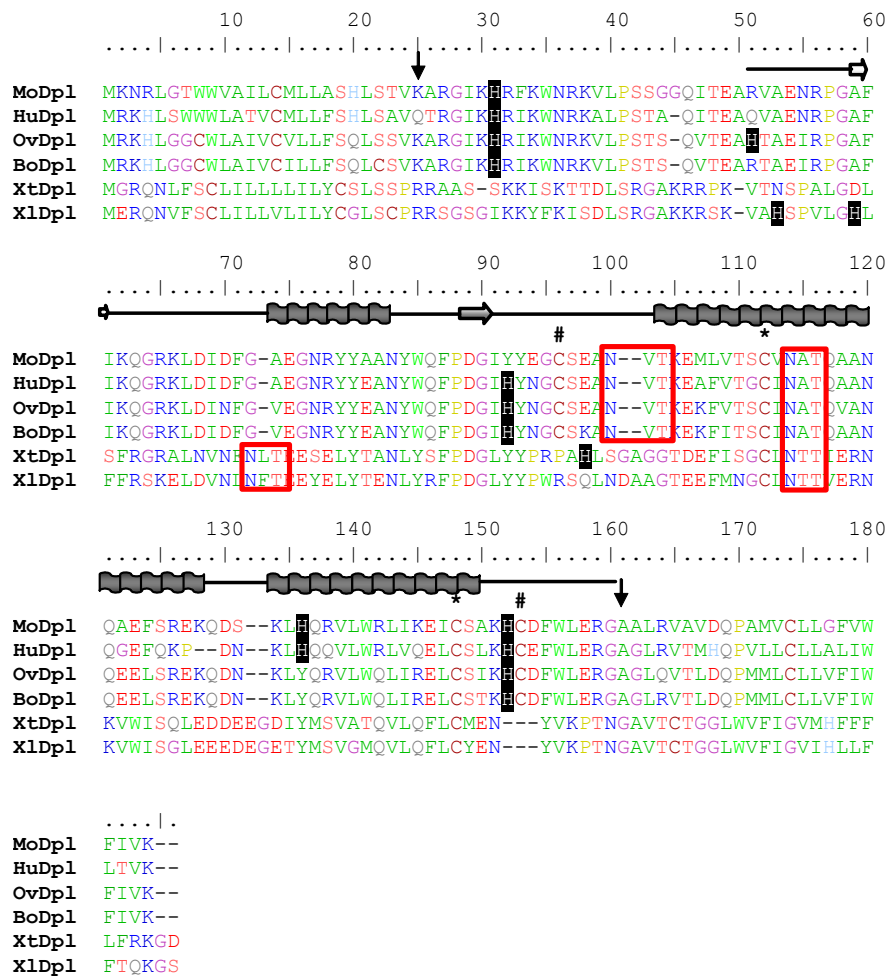 10 20 30 40 50 60
....|....|....|....|....|....|....|....|....|....|....|....|
MoDpl MKNRLGTWWVAILCMLLASHLSTVKARGIKHRFKWNRKVLPSSGGQITEARVAENRPGAF
HuDpl MRKHLSWWWLATVCMLLFSHLSAVQTRGIKHRIKWNRKALPSTA-QITEAQVAENRPGAF
OvDpl MRKHLGGCWLAIVCVLLFSQLSSVKARGIKHRIKWNRKVLPSTS-QVTEAHTAEIRPGAF
BoDpl MRKHLGGCWLAIVCILLFSQLCSVKARGIKHRIKWNRKVLPSTS-QVTEARTAEIRPGAF
XtDpl MGRQNLFSCLILLLLILYCSLSSPRRAAS-SKKISKTTDLSRGAKRRPK-VTNSPALGDL
XlDpl MERQNVFSCLILLVLILYCGLSCPRRSGSGIKKYFKISDLSRGAKKRSK-VAHSPVLGHL
70 80 90 100 110 120
....|....|....|....|....|....|....|....|....|....|....|....|
# *
MoDpl IKQGRKLDIDFG-AEGNRYYAANYWQFPDGIYYEGCSEAN--VTKEMLVTSCVNATQAAN
HuDpl IKQGRKLDIDFG-AEGNRYYEANYWQFPDGIHYNGCSEAN--VTKEAFVTGCINATQAAN
OvDpl IKQGRKLDINFG-VEGNRYYEANYWQFPDGIHYNGCSKAN--VTKEKFVTSCINATQVAN
BoDpl IKQGRKLDIDFG-VEGNRYYEANYWQFPDGIHYNGCSKAN--VTKEKFITSCINATQAAN
XtDpl SFRGRALNVNFNLTEESELYTANLYSFPDGLYYPRPAHLSGAGGTDEFISGCLNTTIERN
XlDpl FFRSKELDVNLNFTEEYELYTENLYRFPDGLYYPWRSQLNDAAGTEEFMNGCLNTTVERN
130 140 150 160 170 180
....|....|....|....|....|....|....|....|....|....|....|....|
* #
MoDpl QAEFSREKQDS--KLHQRVLWRLIKEICSAKHCDFWLERGAALRVAVDQPAMVCLLGFVW
HuDpl QGEFQKP--DN--KLHQQVLWRLVQELCSLKHCEFWLERGAGLRVTMHQPVLLCLLALIW
OvDpl QEELSREKQDN--KLYQRVLWQLIRELCSIKHCDFWLERGAGLQVTLDQPMMLCLLVFIW
BoDpl QEELSREKQDN--KLYQRVLWQLIRELCSTKHCDFWLERGAGLRVTLDQPMMLCLLVFIW
XtDpl KVWISQLEDDEEGDIYMSVATQVLQFLCMEN---YVKPTNGAVTCTGGLWVFIGVMHFFF
XlDpl KVWISGLEEEDEGETYMSVGMQVLQFLCYEN---YVKPTNGAVTCTGGLWVFIGVIHLLF
....|.
MoDpl FIVK--
HuDpl LTVK--
OvDpl FIVK--
BoDpl FIVK--
XtDpl LFRKGD
XlDpl FTQKGS